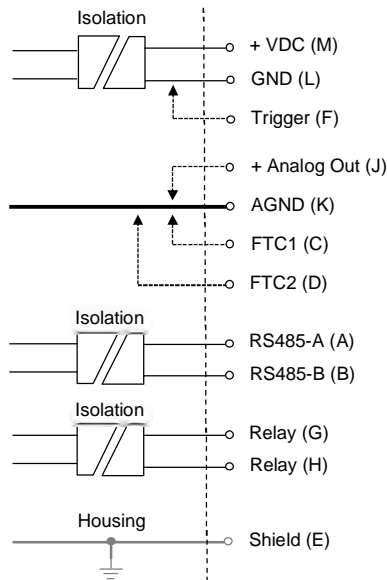 Isolation
+ VDC (M)
GND (L)
Trigger (F)
+ Analog Out (J)
AGND (K)
FTC1 (C)
FTC2 (D)
Isolation
RS485-A (A)
RS485-B (B)
Isolation
Relay (G)
Relay (H)
Housing
Shield (E)